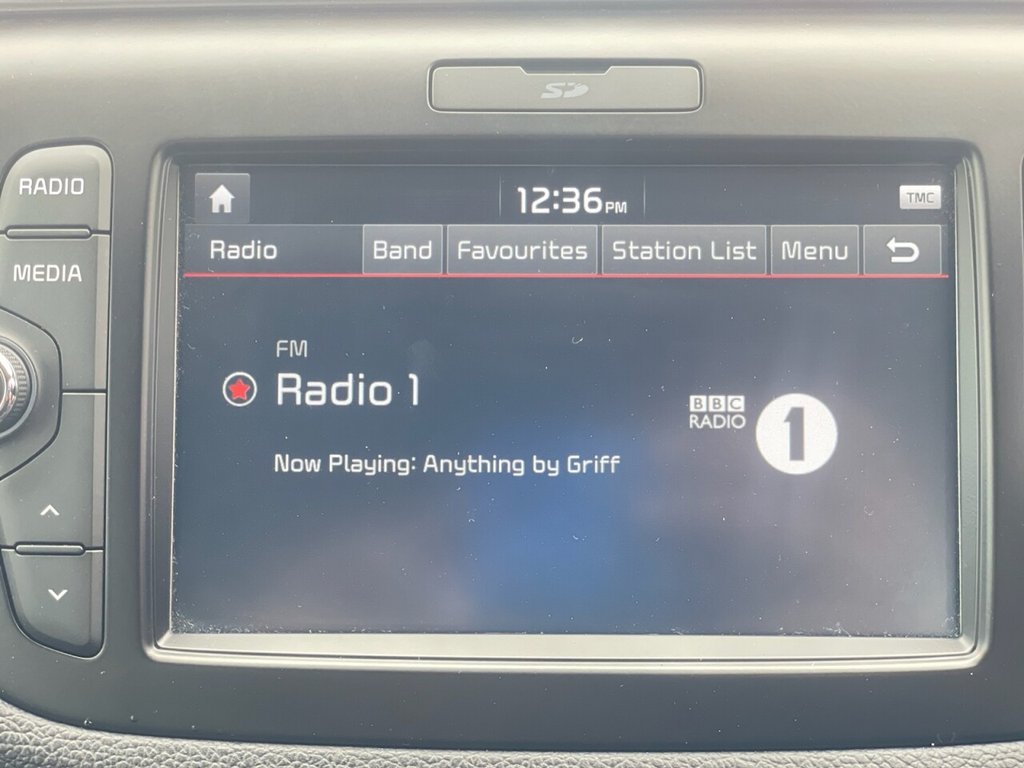 SD
RADIO
MEDIA
12:36PM
TMC
Radio Band Favourites Station List Menu
FM
Radio 1
BBC
RADIO
1
Now Playing: Anything by Griff